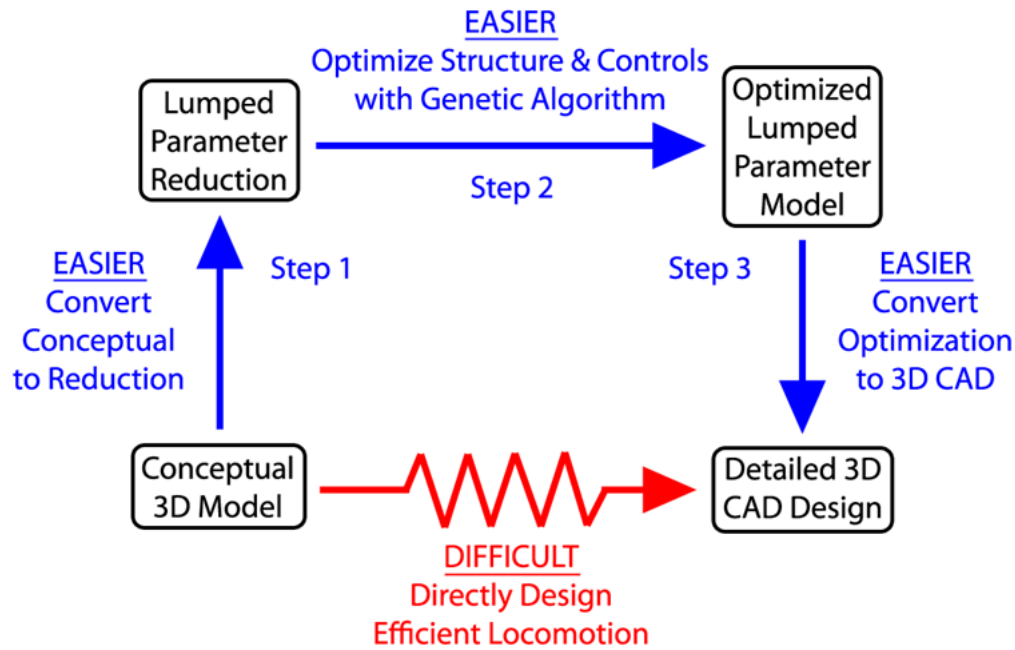 EASIER
Optimize Structure & Controls
with Genetic Algorithm
Lumped
Parameter
Reduction
Step 2
Optimized
Lumped
Parameter
Model
EASIER
Convert
Conceptual
to Reduction
Step 1
Step 3
EASIER
Convert
Optimization
to 3D CAD
Conceptual
3D Model
Detailed 3D
CAD Design
DIFFICULT
Directly Design
Efficient Locomotion